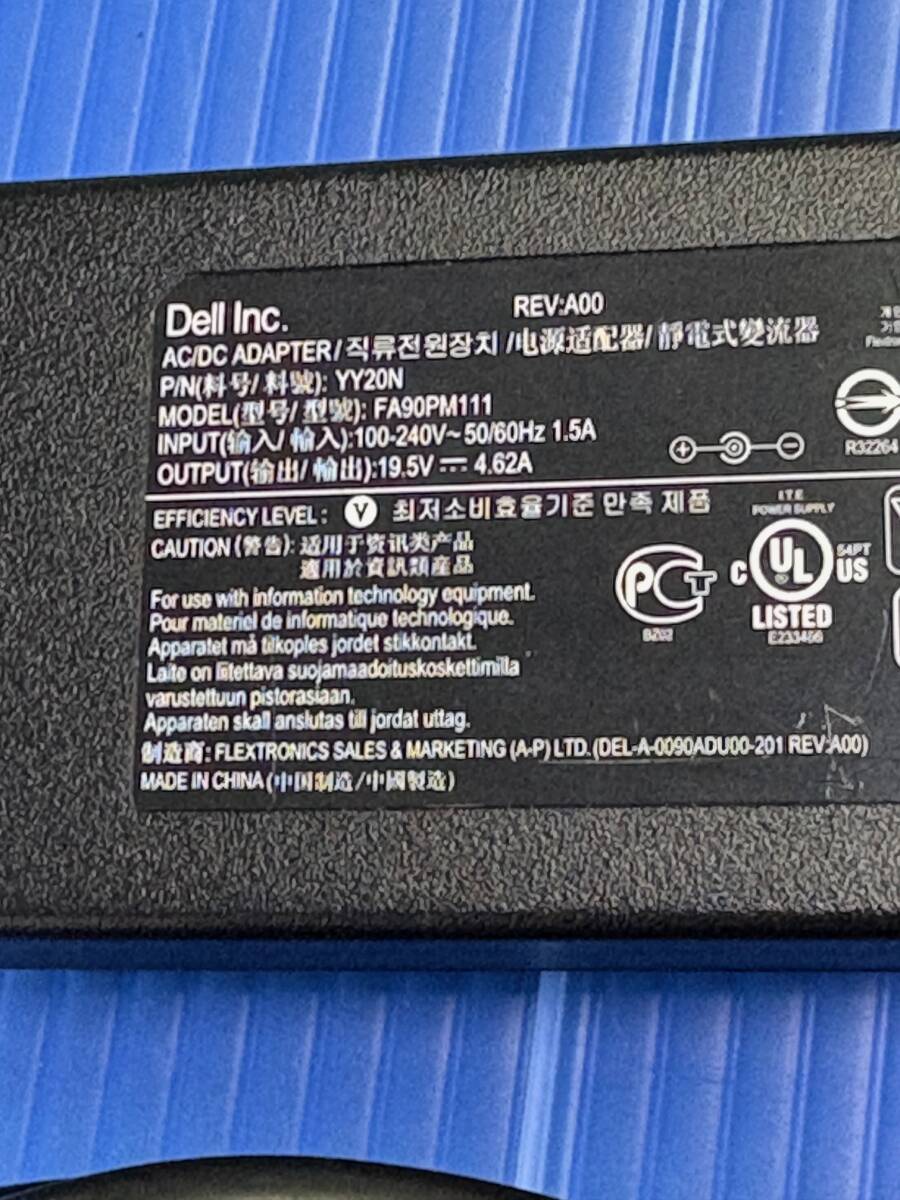 Dell Inc.
REV:A00
AC/DC ADAPTER/직류전원장치/电源适配器/靜電式變流器
P/N(料号/料號): YY20N
MODEL(型号/型號): FA90PM111
INPUT(输入/輸入):100-240V~50/60Hz 1.5A
OUTPUT(输出/輸出):19.5V⎓4.62A
R32264
EFFICIENCY LEVEL: V 최저소비효율기준 만족 제품
CAUTION(警告): 适用于资讯类产品
適用於資訊類產品
For use with information technology equipment.
Pour materiel de informatique technologique.
Apparatet må tilkoples jordet stikkontakt.
Laite on liitettava suojamaadoituskoskettimilla
varustettuun pistorasiaan.
Apparaten skall anslutas till jordat uttag.
I.T.E
POWER SUPPLY
PCT
C UL US
54PT
LISTED
E233456
制造商: FLEXTRONICS SALES & MARKETING (A-P) LTD. (DEL-A-0090ADU00-201 REV:A00)
MADE IN CHINA(中国制造/中國製造)